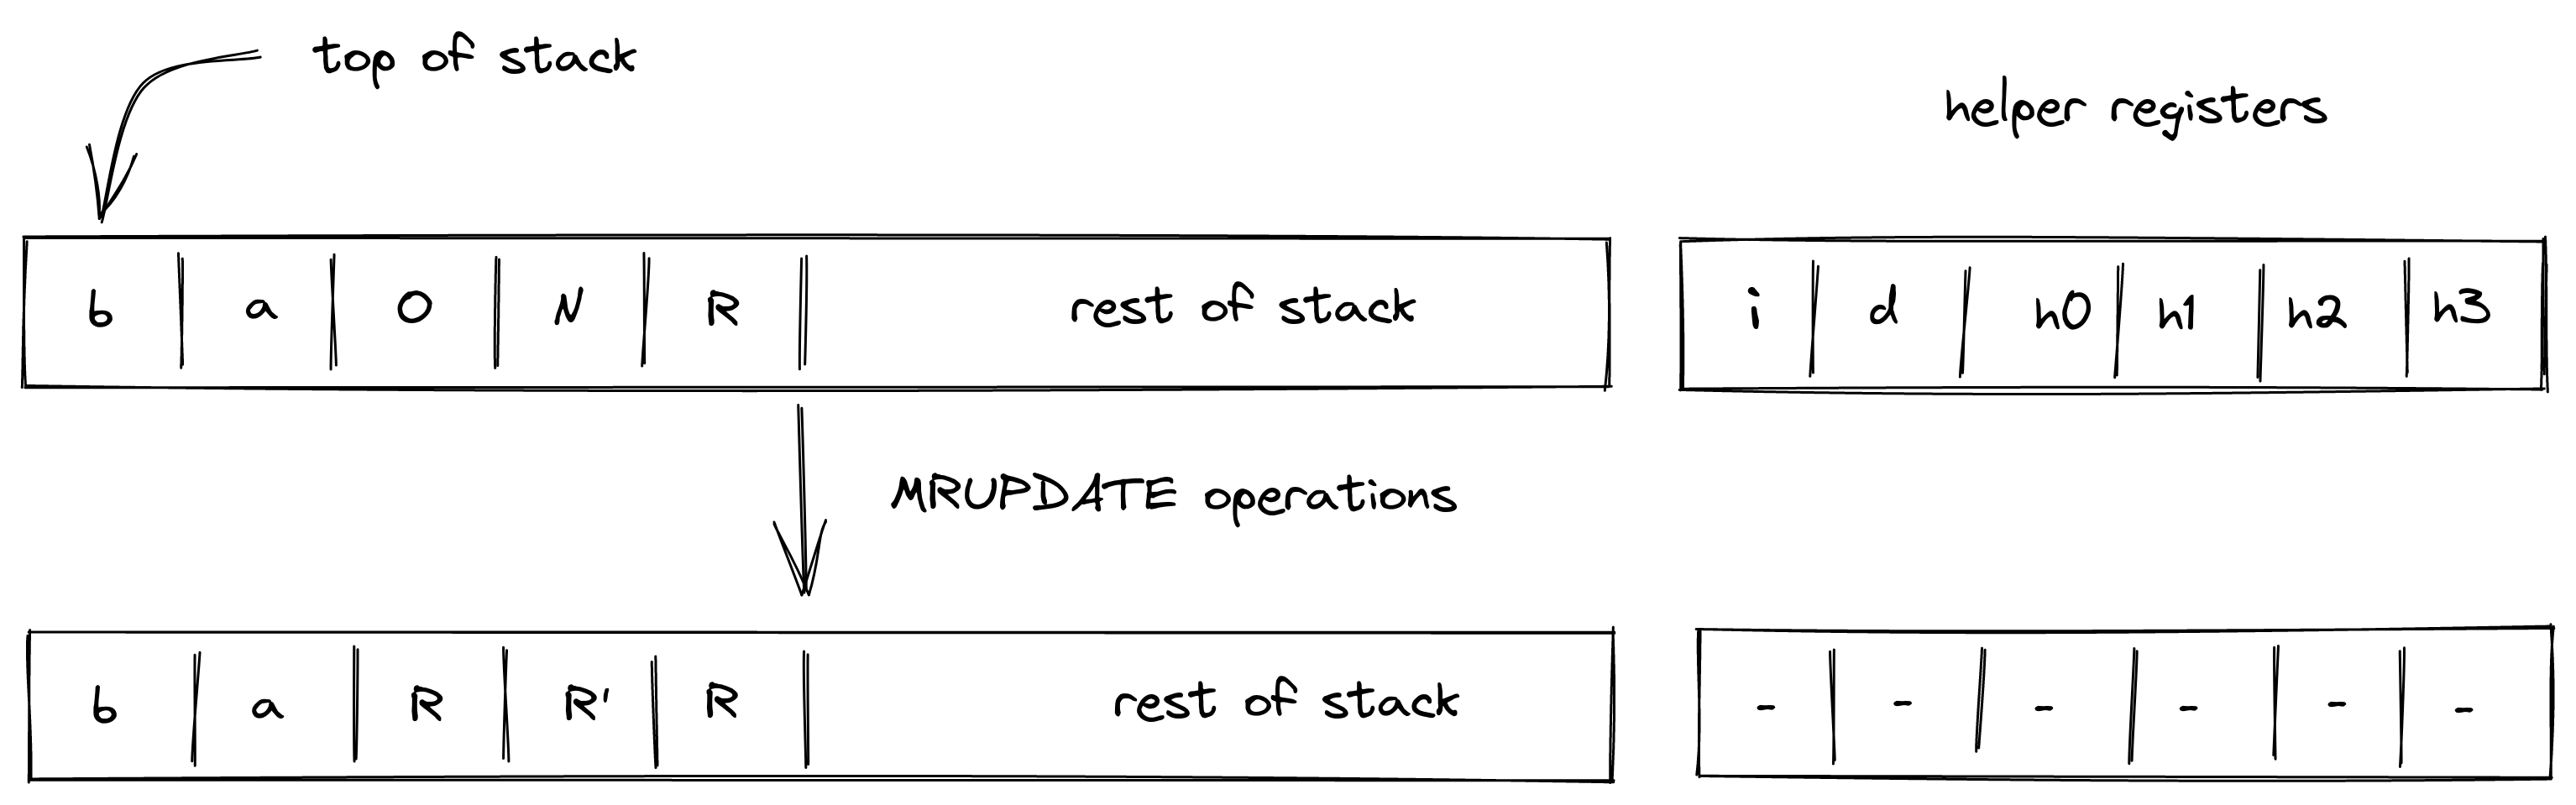 top of stack
helper registers
b a O N R rest of stack
i d h0 h1 h2 h3
MRUPDATE operations
b a R R' R rest of stack
- - - - - -